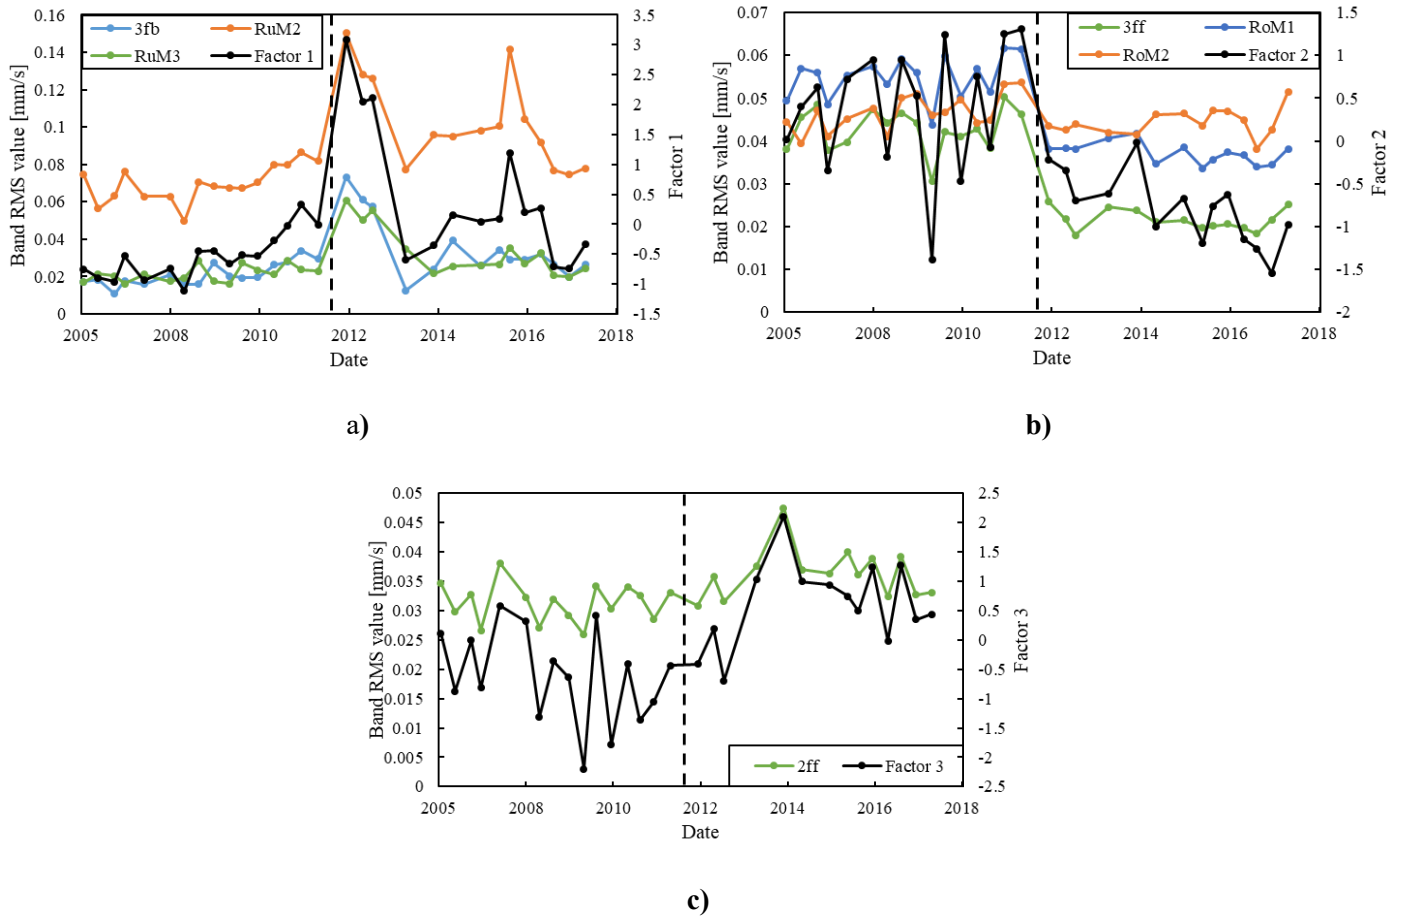 3fb RuM2
RuM3 Factor 1
0.16
0.14
0.12
0.1
0.08
0.06
0.04
0.02
0
Band RMS value [mm/s]
3.5
3
2.5
2
1.5
1
0.5
0
-0.5
-1
-1.5
Factor 1
2005 2008 2010 2012 2014 2016 2018
Date
a)
3ff RoM1
RoM2 Factor 2
0.07
0.06
0.05
0.04
0.03
0.02
0.01
0
Band RMS value [mm/s]
1.5
1
0.5
0
-0.5
-1
-1.5
-2
Factor 2
2005 2008 2010 2012 2014 2016 2018
Date
b)
0.05
0.045
0.04
0.035
0.03
0.025
0.02
0.015
0.01
0.005
0
Band RMS value [mm/s]
2.5
2
1.5
1
0.5
0
-0.5
-1
-1.5
-2
-2.5
Factor 3
2ff Factor 3
2005 2008 2010 2012 2014 2016 2018
Date
c)